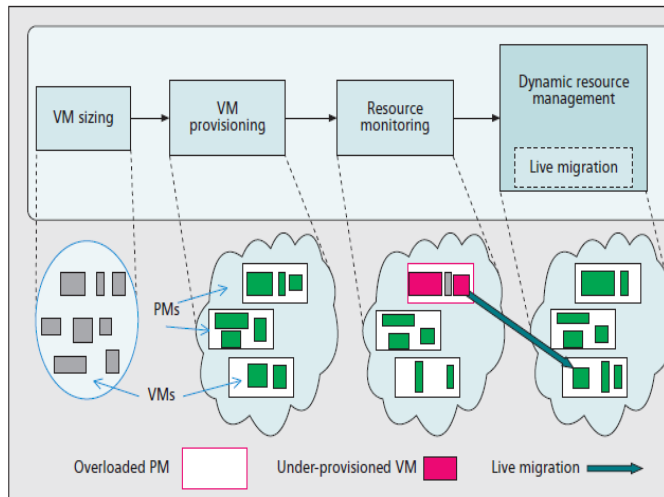 VM sizing
VM
provisioning
Resource
monitoring
Dynamic resource
management
Live migration
PMs
VMs
Overloaded PM
Under-provisioned VM
Live migration